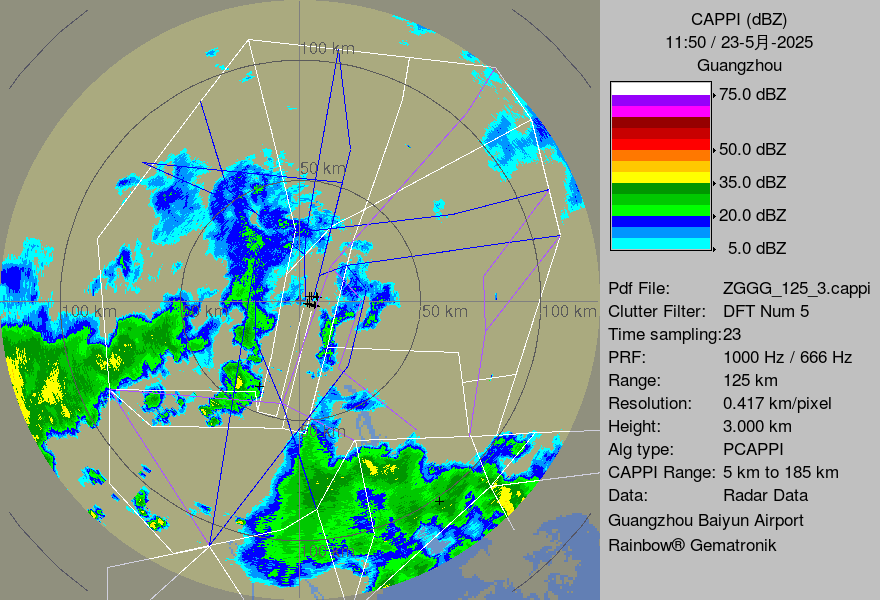 CAPPI (dBZ)
11:50 / 23-5月-2025
Guangzhou
75.0 dBZ
50.0 dBZ
35.0 dBZ
20.0 dBZ
5.0 dBZ
Pdf File: ZGGG_125_3.cappi
Clutter Filter: DFT Num 5
Time sampling:23
PRF: 1000 Hz / 666 Hz
Range: 125 km
Resolution: 0.417 km/pixel
Height: 3.000 km
Alg type: PCAPPI
CAPPI Range: 5 km to 185 km
Data: Radar Data
Guangzhou Baiyun Airport
Rainbow® Gematronik
100 km
50 km
100 km
km
50 km
100 km
km
100 km